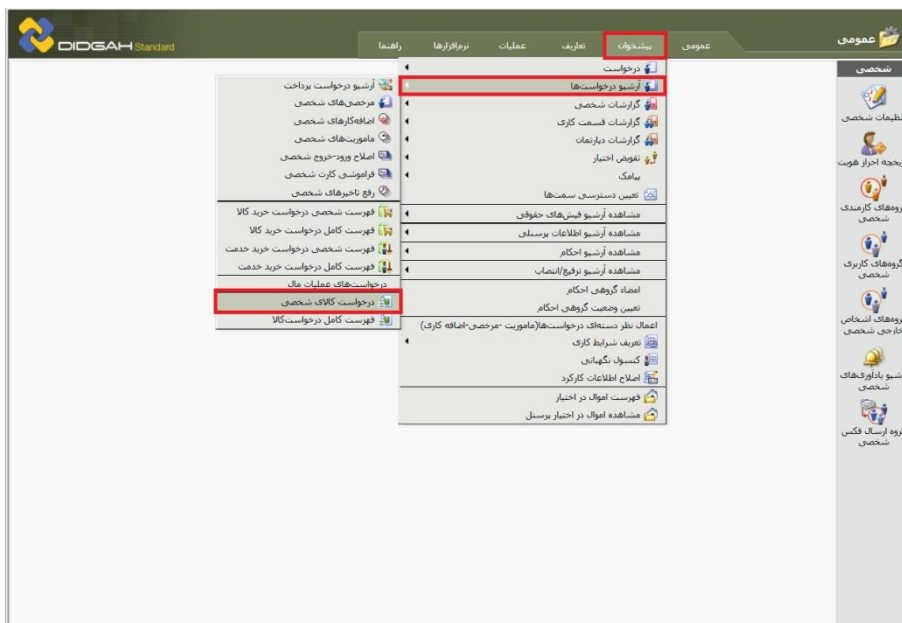 DIDGAH Standard
عمومی
عمومی
پیشخوان
تعاریف
عملیات
نرم‌افزارها
راهنما
شخصی
تنظیمات شخصی
احراز هویت
کارمندی
شخصی
گروه‌های کاربری
شخصی
گروه‌های اشخاص
خارجی شخصی
یادآوری‌های
شخصی
گروه ارسال فکس
شخصی
درخواست
آرشیو درخواست‌ها
گزارشات شخصی
گزارشات قسمت کاری
گزارشات دپارتمان
تفویض اختیار
پیامک
تعیین دسترسی سمت‌ها
مشاهده آرشیو فیش‌های حقوقی
مشاهده آرشیو اطلاعات پرسنلی
مشاهده آرشیو احکام
مشاهده آرشیو ترفیع/انتصاب
امضاء گروهی احکام
تعیین وضعیت گروهی احکام
اعمال نظر دسته‌ای درخواست‌ها(ماموریت -مرخصی-اضافه کاری)
تعریف شرایط کاری
کنسول نگهبانی
اصلاح اطلاعات کارکرد
فهرست اموال در اختیار
مشاهده اموال در اختیار پرسنل
آرشیو درخواست پرداخت
مرخصی‌های شخصی
اضافه‌کارهای شخصی
ماموریت‌های شخصی
اصلاح ورود-خروج شخصی
فراموشی کارت شخصی
رفع تاخیرهای شخصی
فهرست شخصی درخواست خرید کالا
فهرست کامل درخواست خرید کالا
فهرست شخصی درخواست خرید خدمت
فهرست کامل درخواست خرید خدمت
درخواست‌های عملیات مال
درخواست کالای شخصی
فهرست کامل درخواست‌کالا